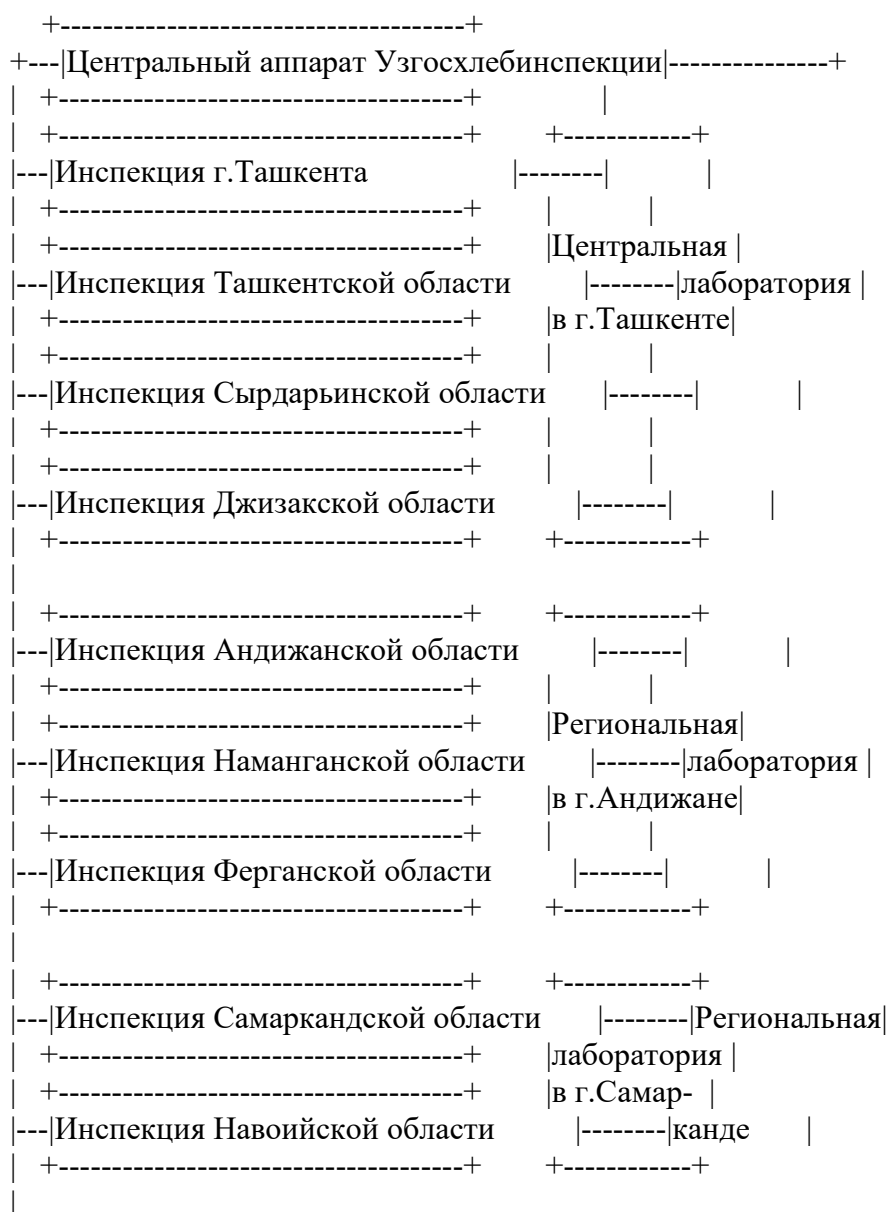 +--------------------------------------+
+---|Центральный аппарат Узгосхлебинспекции|---------------+
| +--------------------------------------+ |
| +--------------------------------------+ +------------+
|---|Инспекция г.Ташкента |--------| |
| +--------------------------------------+ | |
| +--------------------------------------+ |Центральная |
|---|Инспекция Ташкентской области |--------|лаборатория |
| +--------------------------------------+ |в г.Ташкенте|
| +--------------------------------------+ | |
|---|Инспекция Сырдарьинской области |--------| |
| +--------------------------------------+ | |
| +--------------------------------------+ | |
|---|Инспекция Джизакской области |--------| |
| +--------------------------------------+ +------------+
|
| +--------------------------------------+ +------------+
|---|Инспекция Андижанской области |--------| |
| +--------------------------------------+ | |
| +--------------------------------------+ |Региональная|
|---|Инспекция Наманганской области |--------|лаборатория |
| +--------------------------------------+ |в г.Андижане|
| +--------------------------------------+ | |
|---|Инспекция Ферганской области |--------| |
| +--------------------------------------+ +------------+
|
| +--------------------------------------+ +------------+
|---|Инспекция Самаркандской области |--------|Региональная|
| +--------------------------------------+ |лаборатория |
| +--------------------------------------+ |в г.Самар- |
|---|Инспекция Навоийской области |--------|канде |
| +--------------------------------------+ +------------+
|